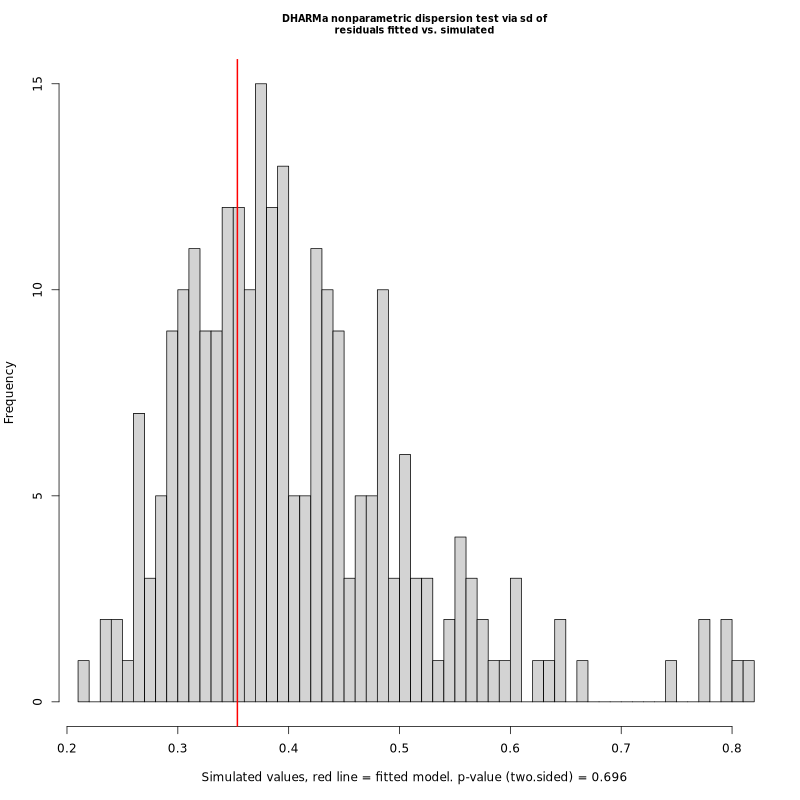 DHARMa nonparametric dispersion test via sd of
residuals fitted vs. simulated
15
10
5
0
Frequency
0.2 0.3 0.4 0.5 0.6 0.7 0.8
Simulated values, red line = fitted model. p-value (two.sided) = 0.696